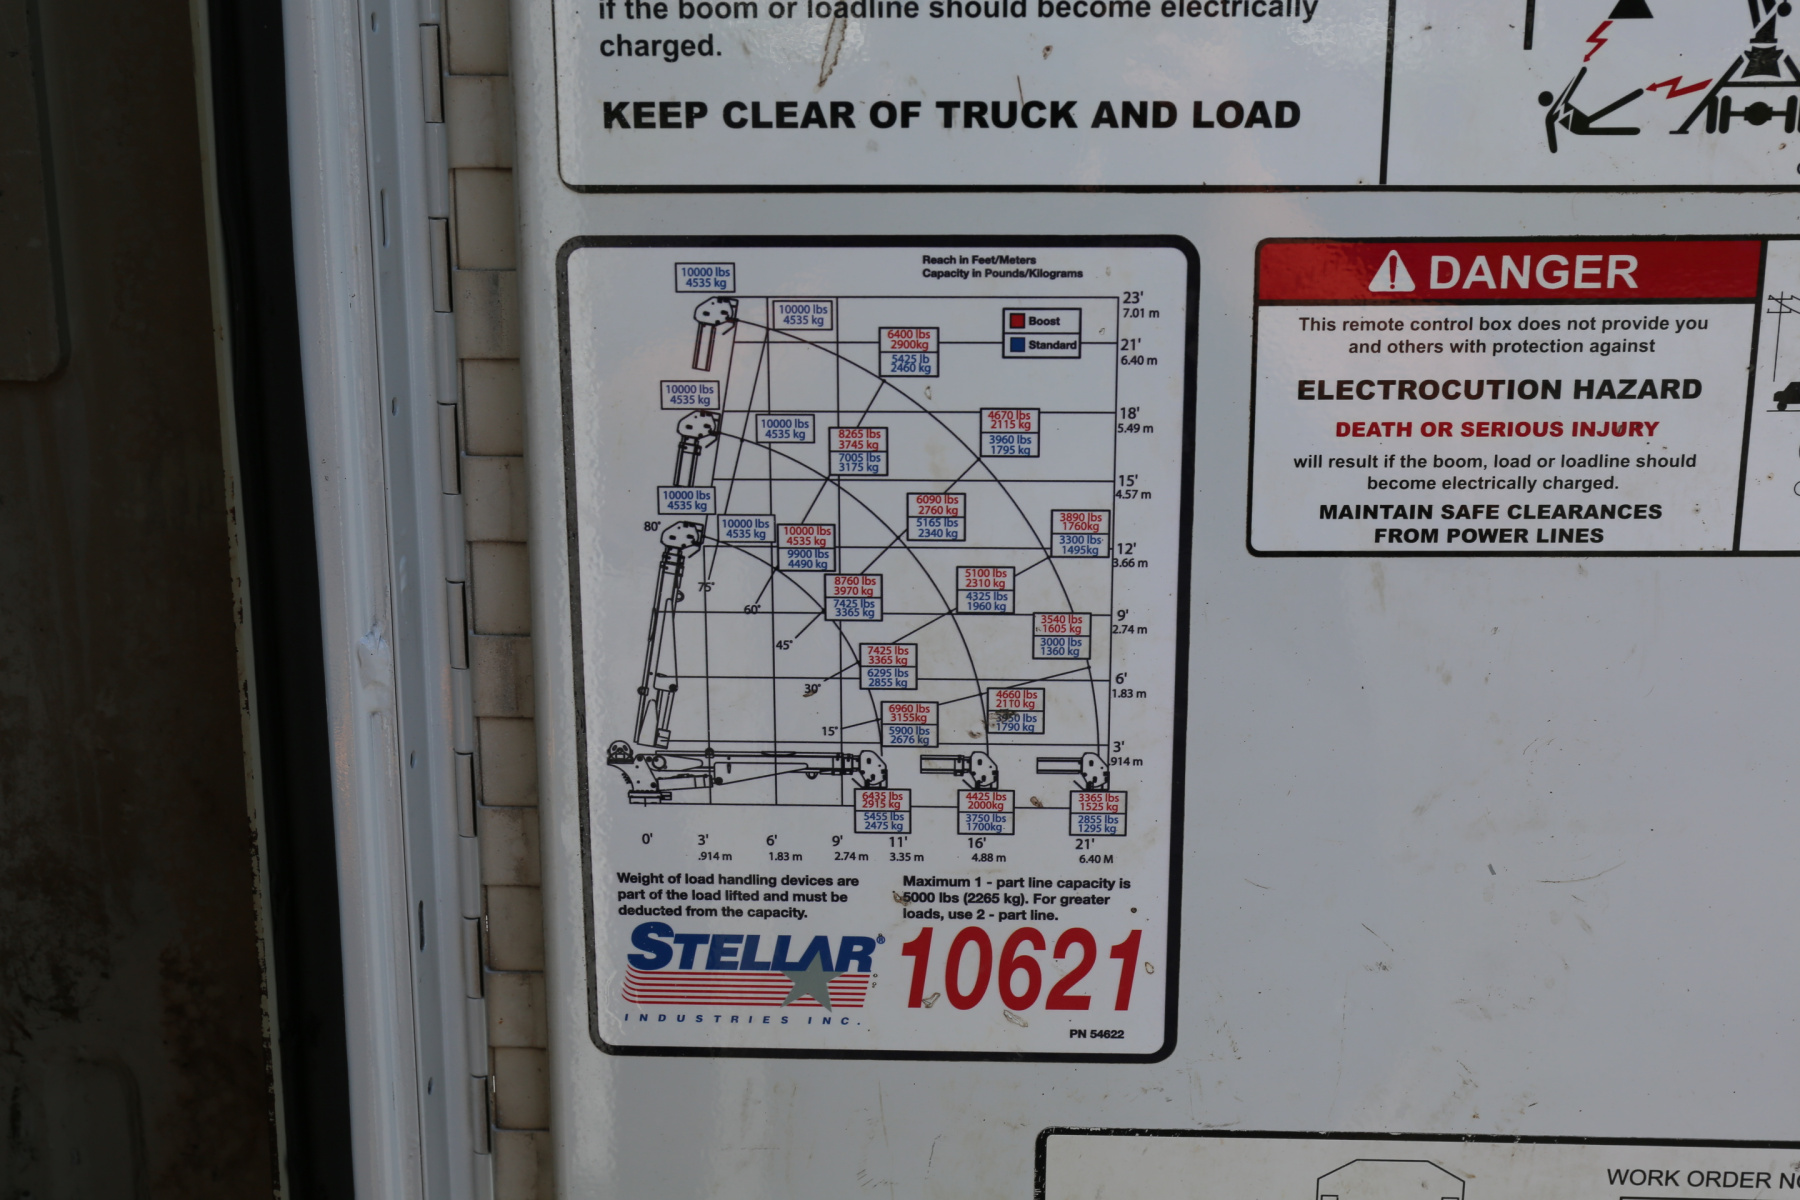 if the boom or loadline should become electrically
charged.
KEEP CLEAR OF TRUCK AND LOAD
Reach in Feet/Meters
Capacity in Pounds/Kilograms
10000 lbs
4535 kg
23'
7.01 m
10000 lbs
4535 kg
Boost
Standard
6400 lbs
2900kg
5425 lb
2460 kg
21'
6.40 m
10000 lbs
4535 kg
18'
5.49 m
10000 lbs
4535 kg
8265 lbs
3745 kg
7005 lbs
3175 kg
4670 lbs
2115 kg
3960 lbs
1795 kg
15'
4.57 m
10000 lbs
4535 kg
80°
10000 lbs
4535 kg
10000 lbs
4535 kg
9900 lbs
4490 kg
6090 lbs
2760 kg
5165 lbs
2340 kg
3890 lbs
1760kg
3300 lbs
1495kg
12'
3.66 m
75°
60°
45°
30°
15°
8760 lbs
3970 kg
7425 lbs
3365 kg
5100 lbs
2310 kg
4325 lbs
1960 kg
9'
2.74 m
3540 lbs
1605 kg
3000 lbs
1360 kg
7425 lbs
3365 kg
6295 lbs
2855 kg
6'
1.83 m
6960 lbs
3155kg
5900 lbs
2676 kg
4660 lbs
2110 kg
3950 lbs
1790 kg
3'
.914 m
6435 lbs
2915 kg
5455 lbs
2475 kg
4425 lbs
2000kg
3750 lbs
1700kg
3365 lbs
1525 kg
2855 lbs
1295 kg
0' 3' 6' 9' 11' 16' 21'
.914 m 1.83 m 2.74 m 3.35 m 4.88 m 6.40 M
Weight of load handling devices are
part of the load lifted and must be
deducted from the capacity.
Maximum 1 - part line capacity is
5000 lbs (2265 kg). For greater
loads, use 2 - part line.
STELLAR®
INDUSTRIES INC.
10621
PN 54622
DANGER
This remote control box does not provide you
and others with protection against
ELECTROCUTION HAZARD
DEATH OR SERIOUS INJURY
will result if the boom, load or loadline should
become electrically charged.
MAINTAIN SAFE CLEARANCES
FROM POWER LINES
WORK ORDER NO